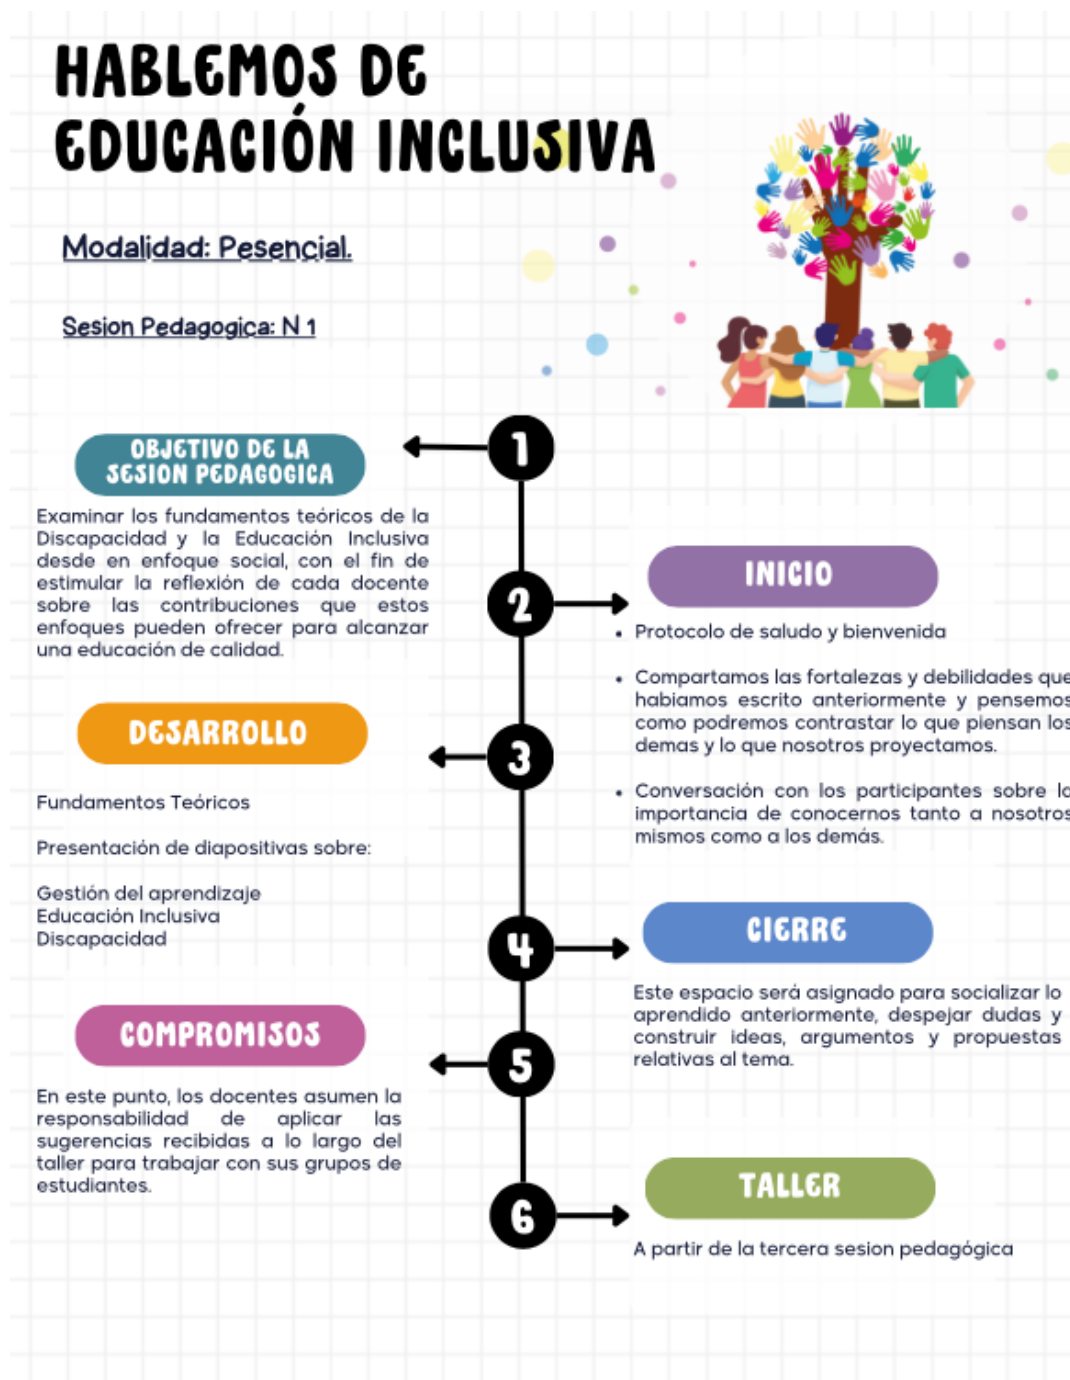 HABLEMOS DE
EDUCACIÓN INCLUSIVA
Modalidad: Pesencial.
Sesion Pedagogica: N 1
1
OBJETIVO DE LA
SESION PEDAGOGICA
Examinar los fundamentos teóricos de la
Discapacidad y la Educación Inclusiva
desde en enfoque social, con el fin de
estimular la reflexión de cada docente
sobre las contribuciones que estos
enfoques pueden ofrecer para alcanzar
una educación de calidad.
2
INICIO
• Protocolo de saludo y bienvenida
• Compartamos las fortalezas y debilidades que
habiamos escrito anteriormente y pensemos
como podremos contrastar lo que piensan los
demas y lo que nosotros proyectamos.
• Conversación con los participantes sobre la
importancia de conocernos tanto a nosotros
mismos como a los demás.
3
DESARROLLO
Fundamentos Teóricos
Presentación de diapositivas sobre:
Gestión del aprendizaje
Educación Inclusiva
Discapacidad
4
CIERRE
Este espacio será asignado para socializar lo
aprendido anteriormente, despejar dudas y
construir ideas, argumentos y propuestas
relativas al tema.
5
COMPROMISOS
En este punto, los docentes asumen la
responsabilidad de aplicar las
sugerencias recibidas a lo largo del
taller para trabajar con sus grupos de
estudiantes.
6
TALLER
A partir de la tercera sesion pedagógica